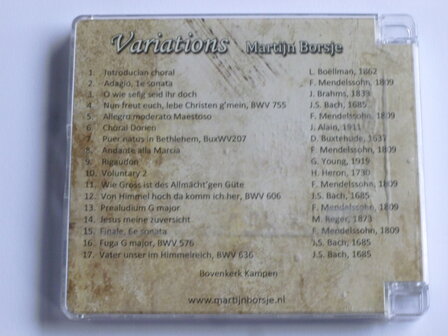 Variations Martijn Borsje
1. Introducian choral L. Boëllman, 1862
2. Adagio, 1e sonata F. Mendelssohn, 1809
3. O wie sefig seid ihr doch J. Brahms, 1833
4. Nun freut euch, lebe Christen g'mein, BWV 755 J.S. Bach, 1685
5. Allegro moderato Maestoso F. Mendelssohn, 1809
6. Choral Dorien J. Alain, 1911
7. Puer natus in Bethlehem, BuxWV207 D. Buxtehude, 1637
8. Andante alla Marcia F. Mendelssohn, 1809
9. Rigaudon G. Young, 1919
10. Voluntary 2 H. Heron, 1730
11. Wie Gross ist des Allmächt'gen Güte F. Mendelssohn, 1809
12. Von Himmel hoch da komm ich her, BWV 606 J.S. Bach, 1685
13. Prealudium G major F. Mendelssohn, 1809
14. Jesus meine zuversicht M. Reger, 1873
15. Finale, 6e sonata F. Mendelssohn, 1809
16. Fuga G major, BWV 576 J.S. Bach, 1685
17. Vater unser im Himmelreich, BWV 636 J.S. Bach, 1685
Bovenkerk Kampen
www.martijnborsje.nl